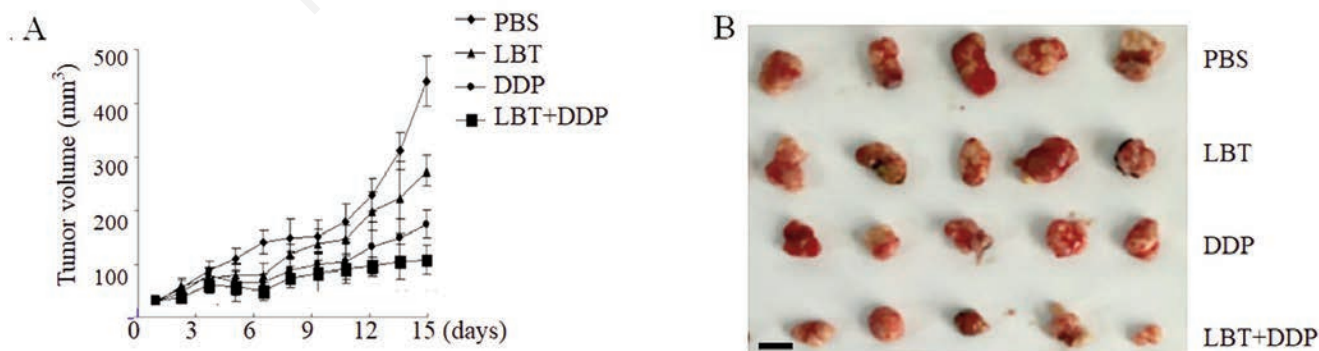 A
Tumor volume (mm³)
500
400
300
200
100
0 3 6 9 12 15 (days)
PBS
LBT
DDP
LBT+DDP
B
PBS
LBT
DDP
LBT+DDP